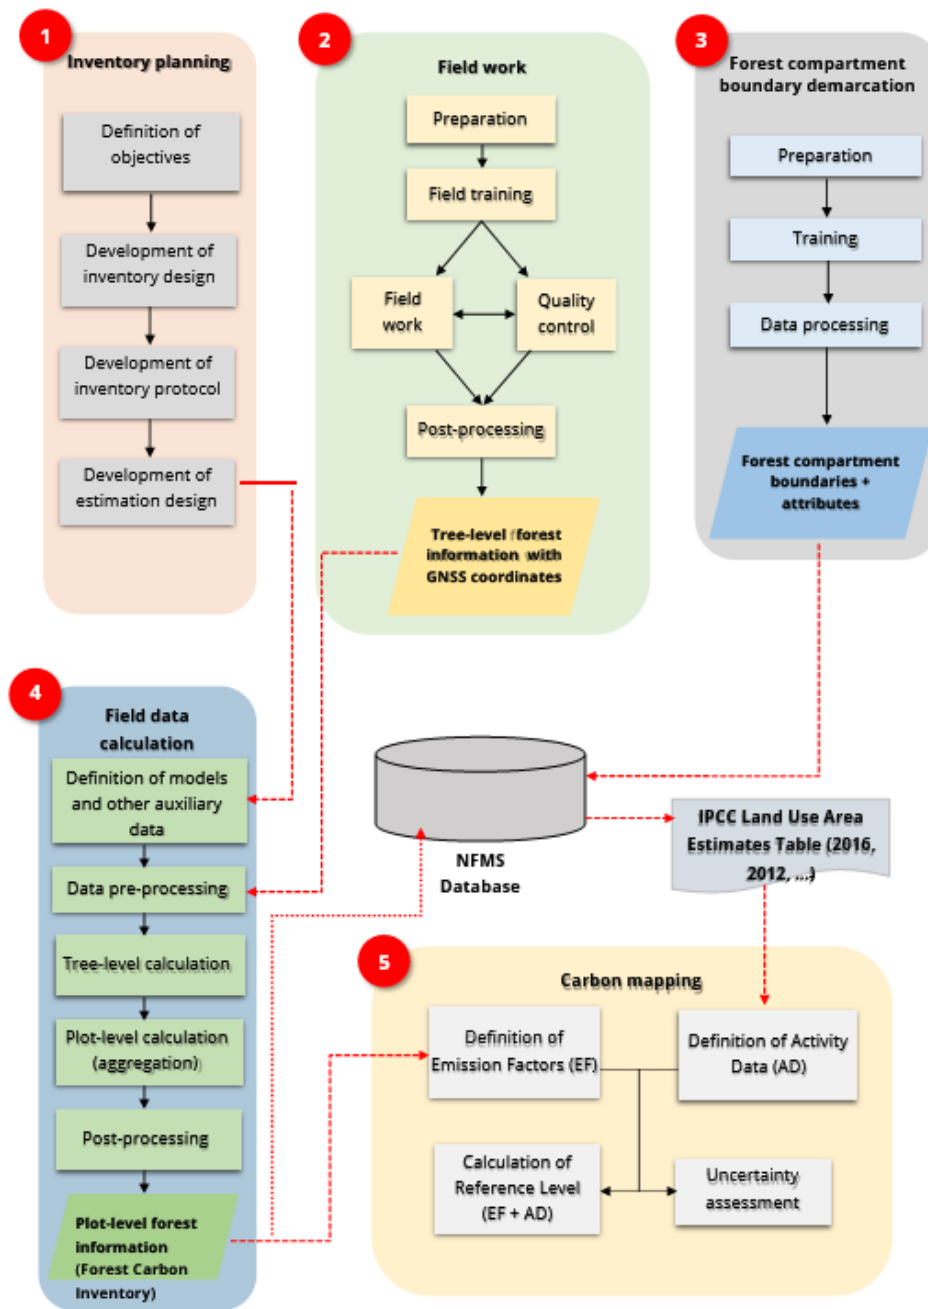 1
Inventory planning
Definition of
objectives
Development of
inventory design
Development of
inventory protocol
Development of
estimation design
2
Field work
Preparation
Field training
Field
work
Quality
control
Post-processing
Tree-level forest
information with
GNSS coordinates
3
Forest compartment
boundary demarcation
Preparation
Training
Data processing
Forest compartment
boundaries +
attributes
4
Field data
calculation
Definition of models
and other auxiliary
data
Data pre-processing
Tree-level calculation
Plot-level calculation
(aggregation)
Post-processing
Plot-level forest
information
(Forest Carbon
Inventory)
NFMS
Database
IPCC Land Use Area
Estimates Table (2016,
2012, ...)
5
Carbon mapping
Definition of
Emission Factors (EF)
Definition of Activity
Data (AD)
Calculation of
Reference Level
(EF + AD)
Uncertainty
assessment